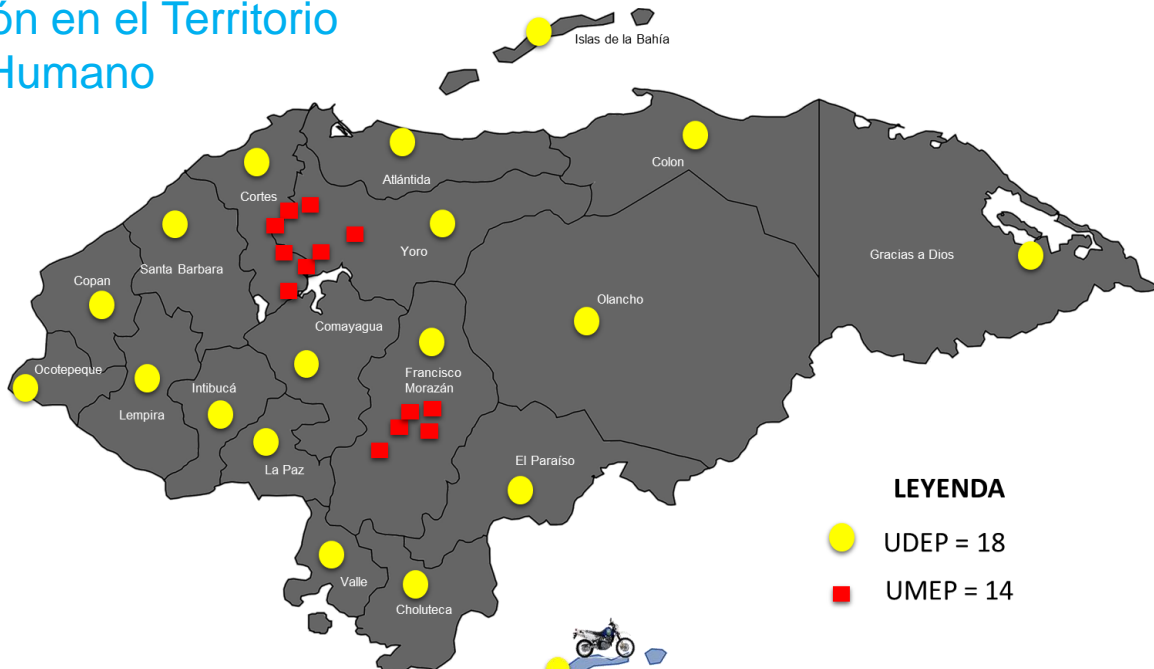 ón en el Territorio
Humano
Islas de la Bahía
Colon
Atlántida
Cortes
Yoro
Gracias a Dios
Santa Barbara
Copan
Olancho
Comayagua
Ocotepeque
Francisco
Morazán
Intibucá
Lempira
La Paz
El Paraíso
LEYENDA
UDEP = 18
UMEP = 14
Valle
Choluteca